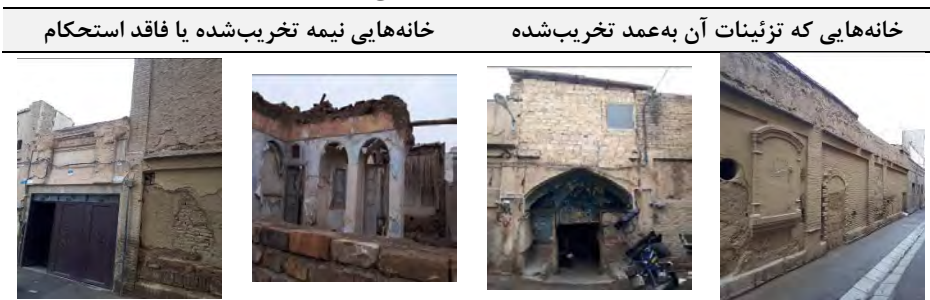 خانه‌هایی که تزئینات آن به‌عمد تخریب‌شده
خانه‌هایی نیمه تخریب‌شده یا فاقد استحکام